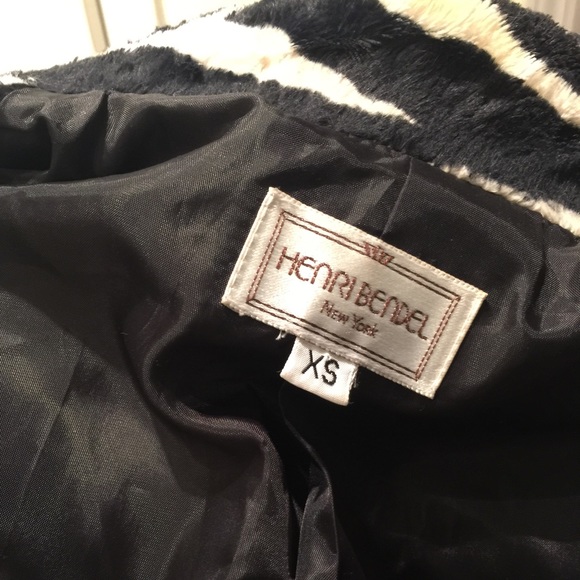 HENRI BENDEL
New York
XS